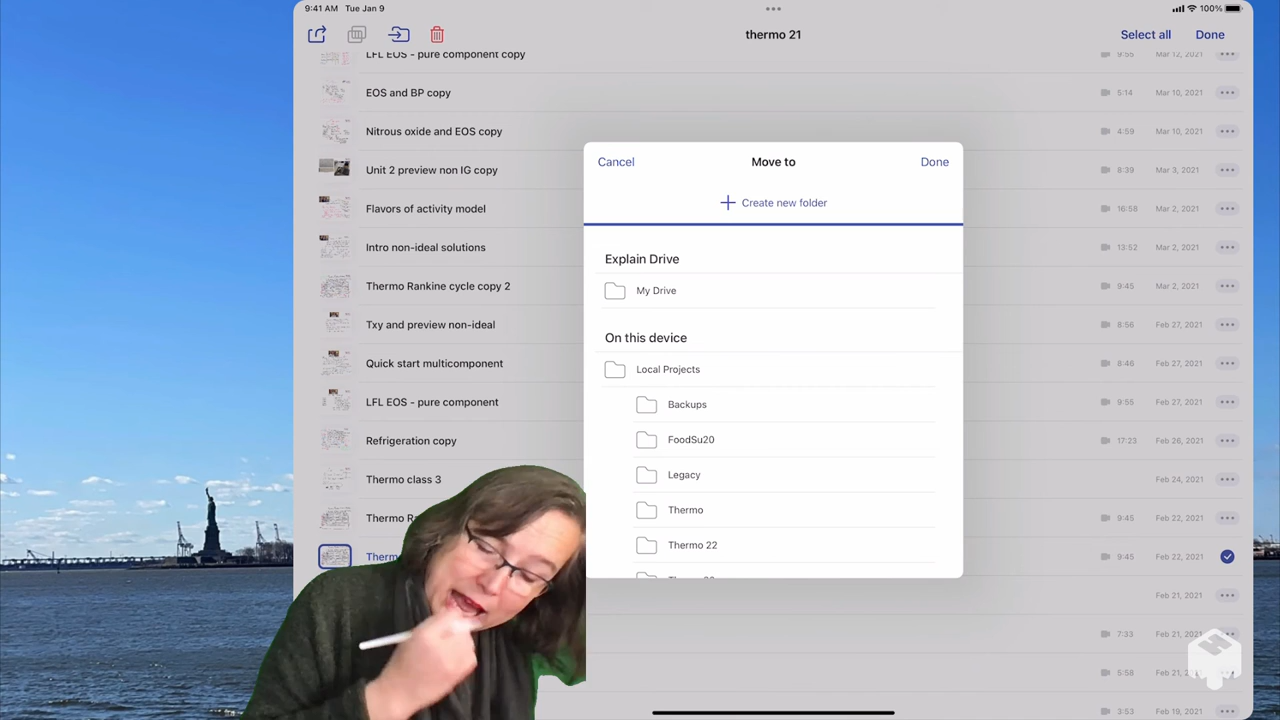 9:41 AM Tue Jan 9
100%
thermo 21
Select all
Done
LFL EOS - pure component copy 9:55 Mar 12, 2021
EOS and BP copy 5:14 Mar 10, 2021
Nitrous oxide and EOS copy 4:59 Mar 10, 2021
Unit 2 preview non IG copy 8:39 Mar 3, 2021
Flavors of activity model 16:58 Mar 2, 2021
Intro non-ideal solutions 13:52 Mar 2, 2021
Thermo Rankine cycle copy 2 9:45 Mar 2, 2021
Txy and preview non-ideal 8:56 Feb 27, 2021
Quick start multicomponent 8:46 Feb 27, 2021
LFL EOS - pure component 9:55 Feb 27, 2021
Refrigeration copy 17:23 Feb 26, 2021
Thermo class 3 Feb 24, 2021
Thermo 9:45 Feb 22, 2021
9:45 Feb 22, 2021
Feb 21, 2021
7:33 Feb 21, 2021
5:58 Feb 21, 2021
3:53 Feb 19, 2021
Cancel
Move to
Done
Create new folder
Explain Drive
My Drive
On this device
Local Projects
Backups
FoodSu20
Legacy
Thermo
Thermo 22